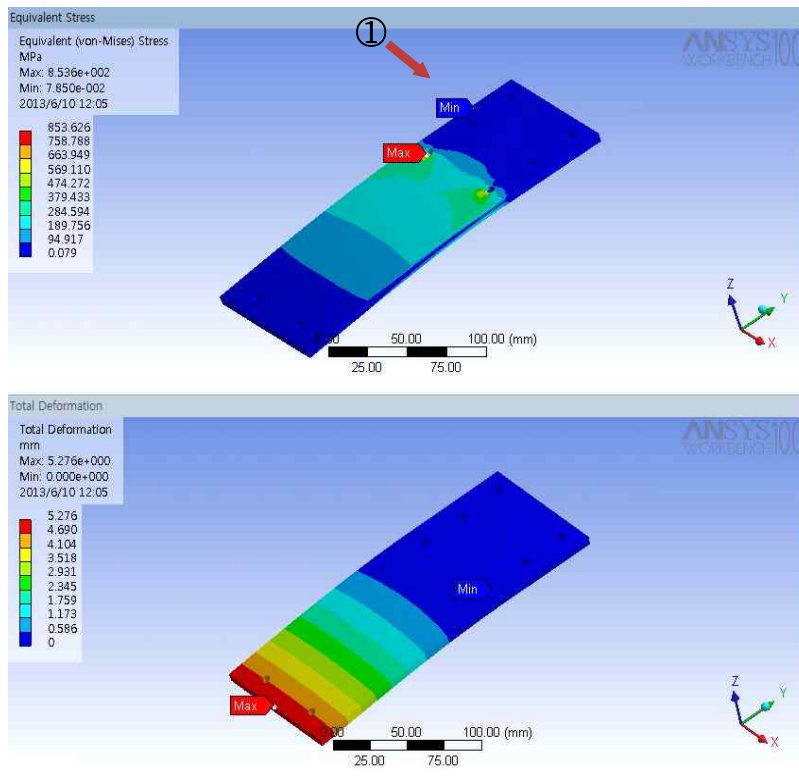 Equivalent Stress
Equivalent (von-Mises) Stress
MPa
Max: 8.536e+002
Min: 7.850e-002
2013/6/10 12:05
853.626
758.788
663.949
569.110
474.272
379.433
284.594
189.756
94.917
0.079
①
Min
Max
ANSYS 10.0
WORKBENCH
Z
Y
X
0.00 50.00 100.00 (mm)
25.00 75.00
Total Deformation
Total Deformation
mm
Max: 5.276e+000
Min: 0.000e+000
2013/6/10 12:05
5.276
4.690
4.104
3.518
2.931
2.345
1.759
1.173
0.586
0
Min
Max
ANSYS 10.0
WORKBENCH
Z
Y
X
0.00 50.00 100.00 (mm)
25.00 75.00